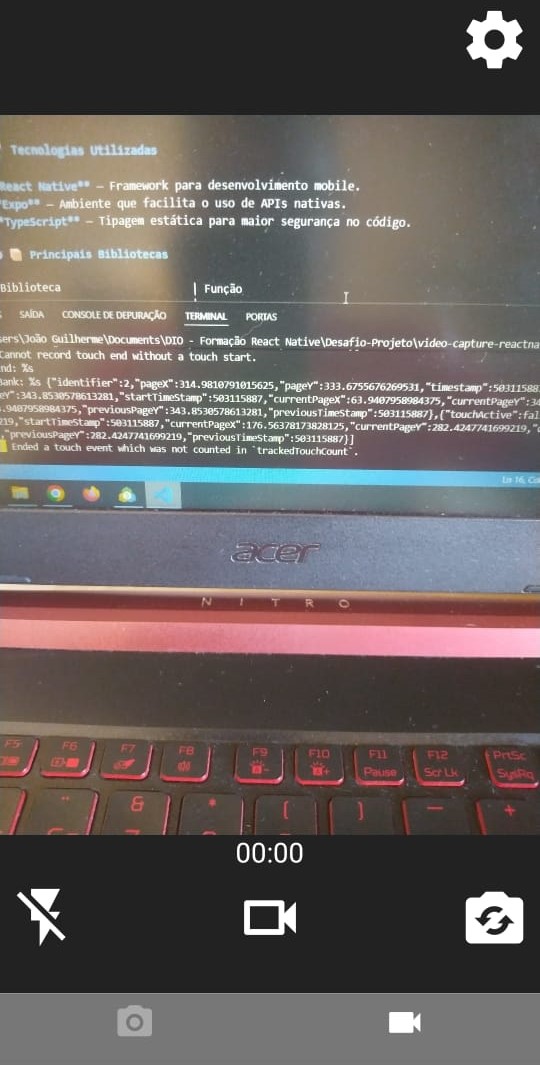 Tecnologias Utilizadas
React Native** — Framework para desenvolvimento mobile.
Expo** — Ambiente que facilita o uso de APIs nativas.
*TypeScript** — Tipagem estática para maior segurança no código.
Principais Bibliotecas
Biblioteca | Função
SAÍDA CONSOLE DE DEPURAÇÃO TERMINAL PORTAS
sers\João Guilherme\Documents\DIO - Formação React Native\Desafio-Projeto\video-capture-reactna
Cannot record touch end without a touch start.
nd: %s
Bank: %s {"identifier":2,"pageX":314.9810791015625,"pageY":333.6755676269531,"timestamp":503115883
eY":343.8530578613281,"startTimeStamp":503115887,"currentPageX":63.9407958984375,"currentPageY":34
.9407958984375,"previousPageY":343.8530578613281,"previousTimeStamp":503115887},{"touchActive":fal
219,"startTimeStamp":503115887,"currentPageX":176.56378173828125,"currentPageY":282.4247741699219,
,"previousPageY":282.4247741699219,"previousTimeStamp":503115887}]
Ended a touch event which was not counted in `trackedTouchCount`.
Ln 16, Co
acer
NITRO
F5 F6 F7 F8 F9 F10 F11 F12 PrtSc
Pause Scr Lk SysRq
& * ( ) — +
00:00